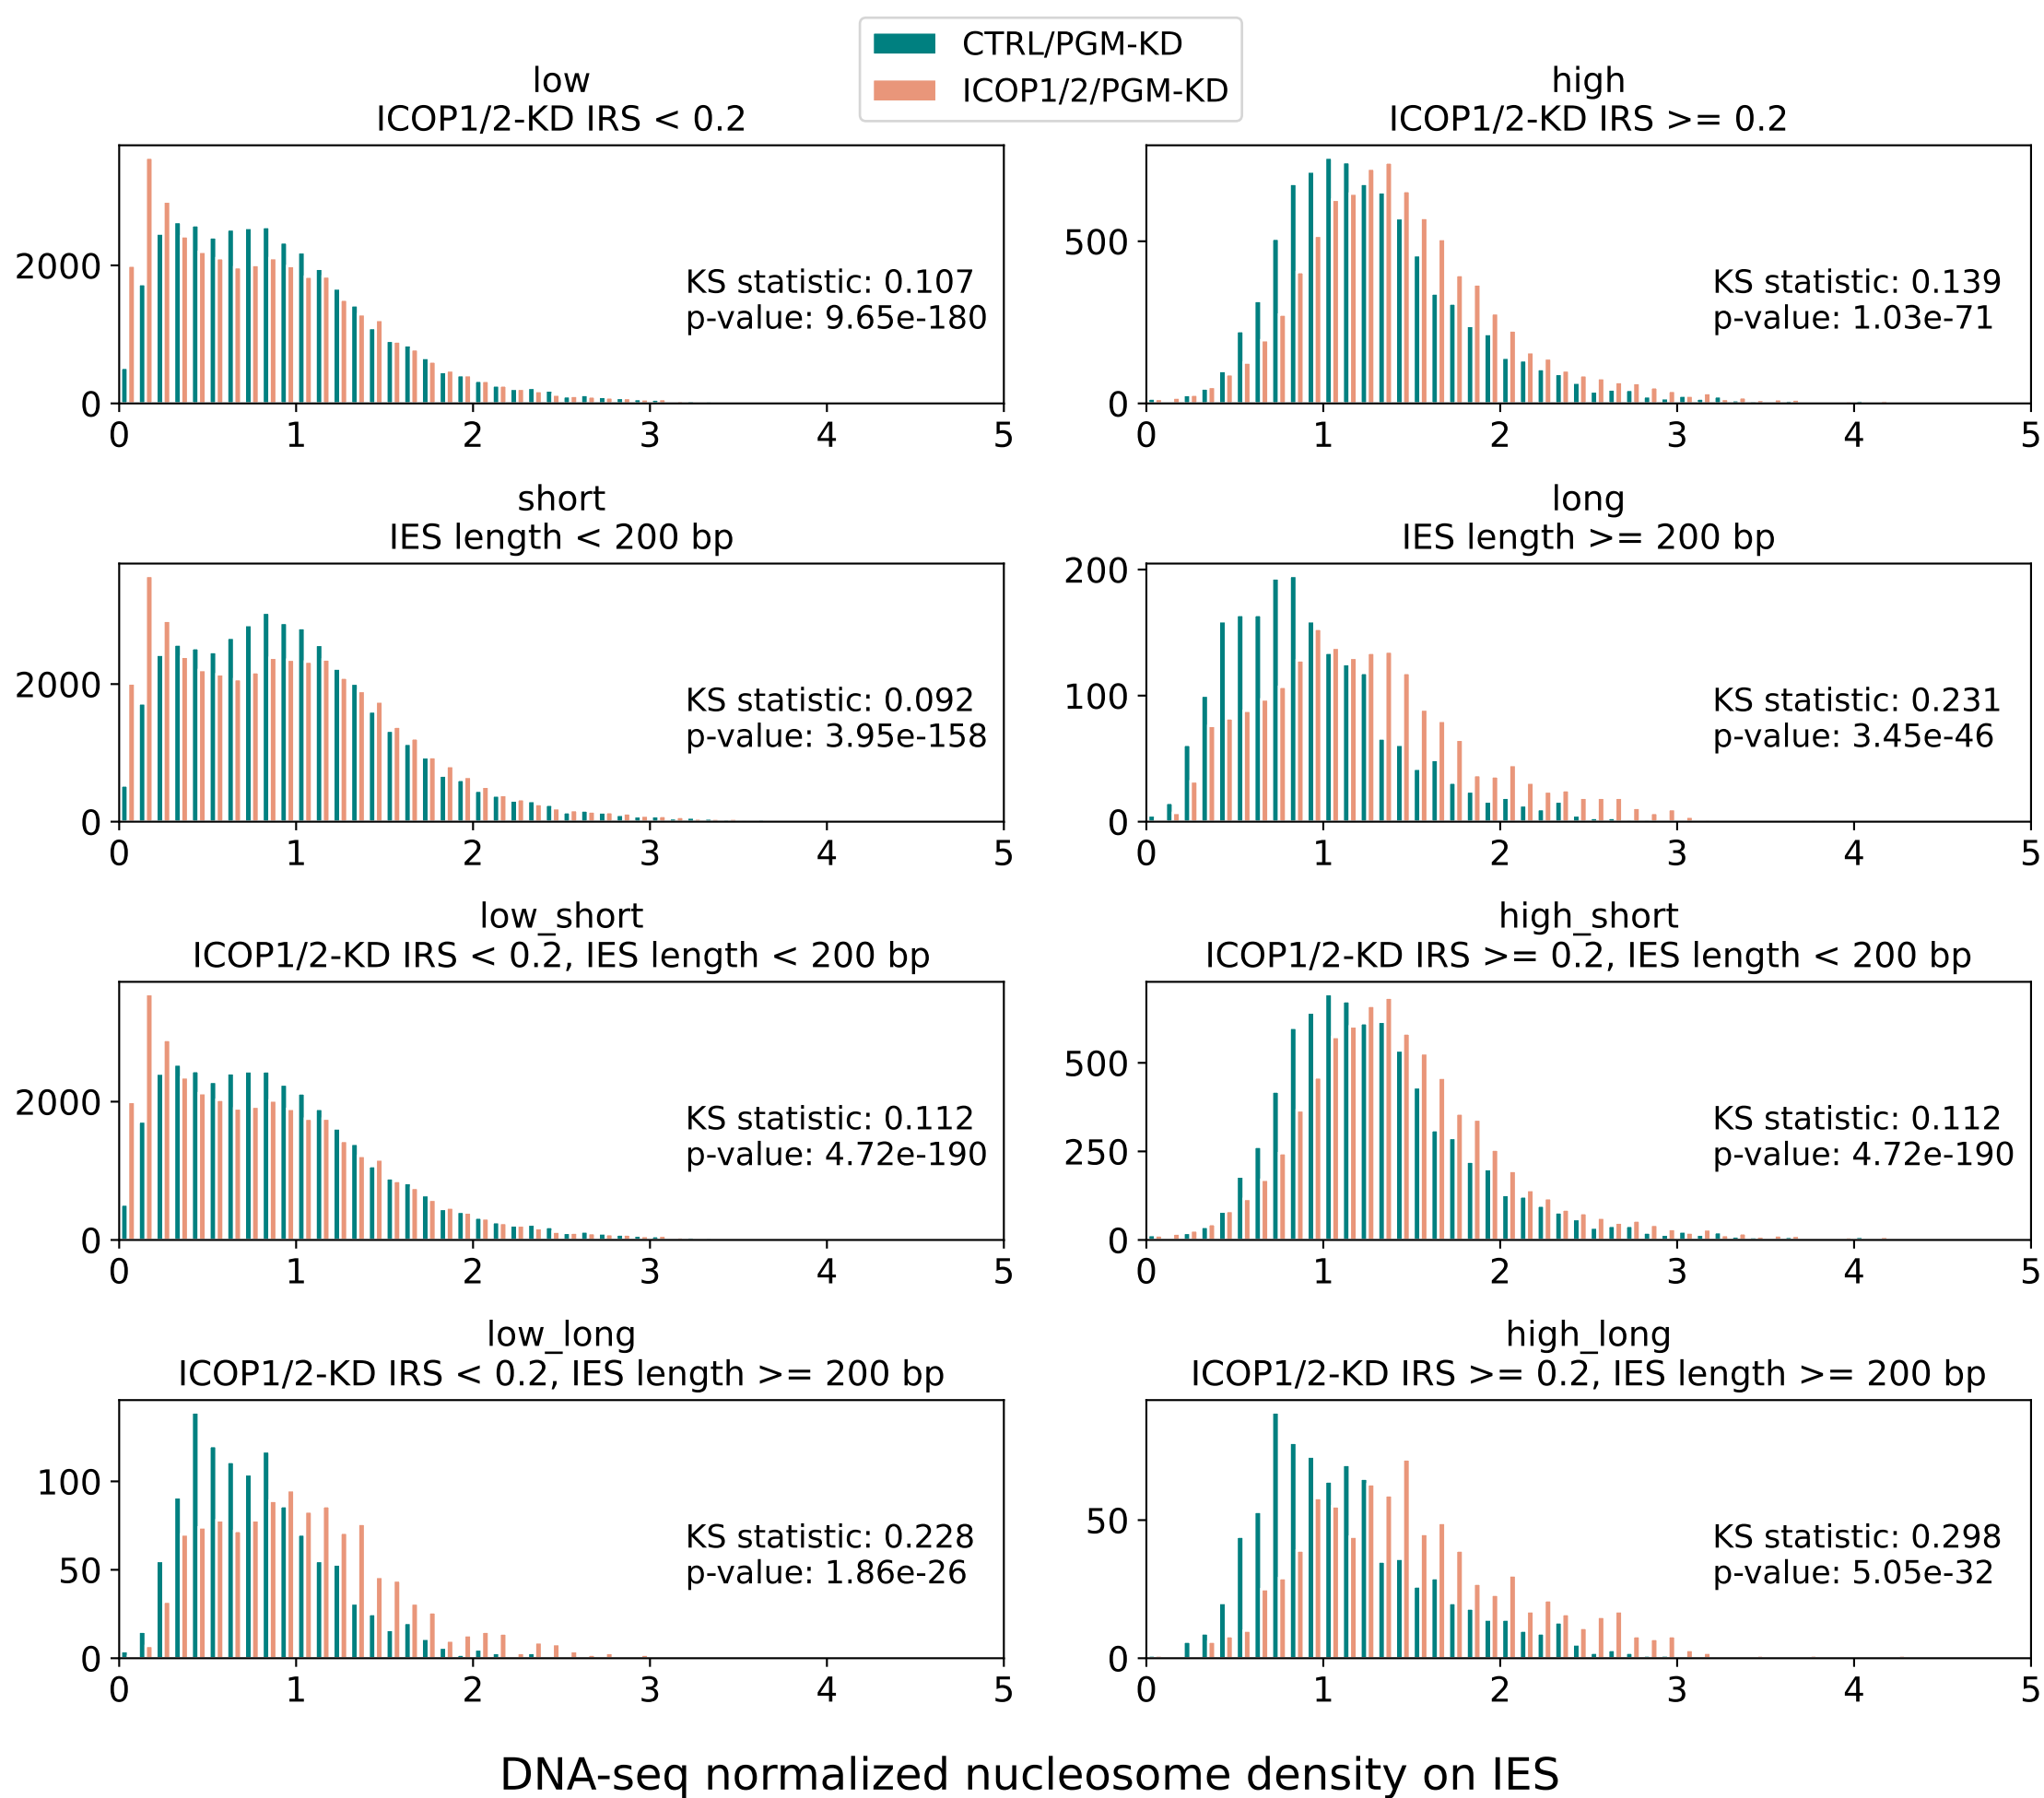 CTRL/PGM-KD
ICOP1/2/PGM-KD
low
ICOP1/2-KD IRS < 0.2
2000
0
0 1 2 3 4 5
KS statistic: 0.107
p-value: 9.65e-180
high
ICOP1/2-KD IRS >= 0.2
500
0
0 1 2 3 4 5
KS statistic: 0.139
p-value: 1.03e-71
short
IES length < 200 bp
2000
0
0 1 2 3 4 5
KS statistic: 0.092
p-value: 3.95e-158
long
IES length >= 200 bp
200
100
0
0 1 2 3 4 5
KS statistic: 0.231
p-value: 3.45e-46
low_short
ICOP1/2-KD IRS < 0.2, IES length < 200 bp
2000
0
0 1 2 3 4 5
KS statistic: 0.112
p-value: 4.72e-190
high_short
ICOP1/2-KD IRS >= 0.2, IES length < 200 bp
500
250
0
0 1 2 3 4 5
KS statistic: 0.112
p-value: 4.72e-190
low_long
ICOP1/2-KD IRS < 0.2, IES length >= 200 bp
100
50
0
0 1 2 3 4 5
KS statistic: 0.228
p-value: 1.86e-26
high_long
ICOP1/2-KD IRS >= 0.2, IES length >= 200 bp
50
0
0 1 2 3 4 5
KS statistic: 0.298
p-value: 5.05e-32
DNA-seq normalized nucleosome density on IES